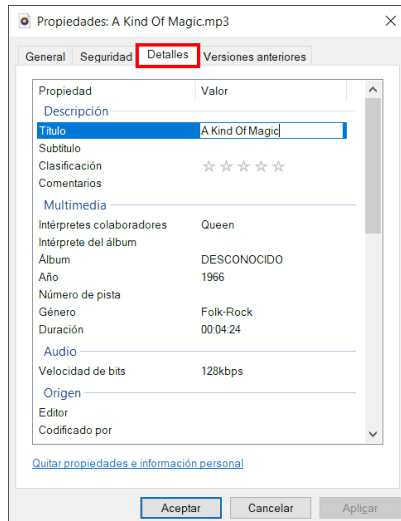 Propiedades: A Kind Of Magic.mp3
General Seguridad Detalles Versiones anteriores
Propiedad Valor
Descripción
Título A Kind Of Magic
Subtítulo
Clasificación
Comentarios
Multimedia
Intérpretes colaboradores Queen
Intérprete del álbum
Álbum DESCONOCIDO
Año 1966
Número de pista
Género Folk-Rock
Duración 00:04:24
Audio
Velocidad de bits 128kbps
Origen
Editor
Codificado por
Quitar propiedades e información personal
Aceptar Cancelar Aplicar